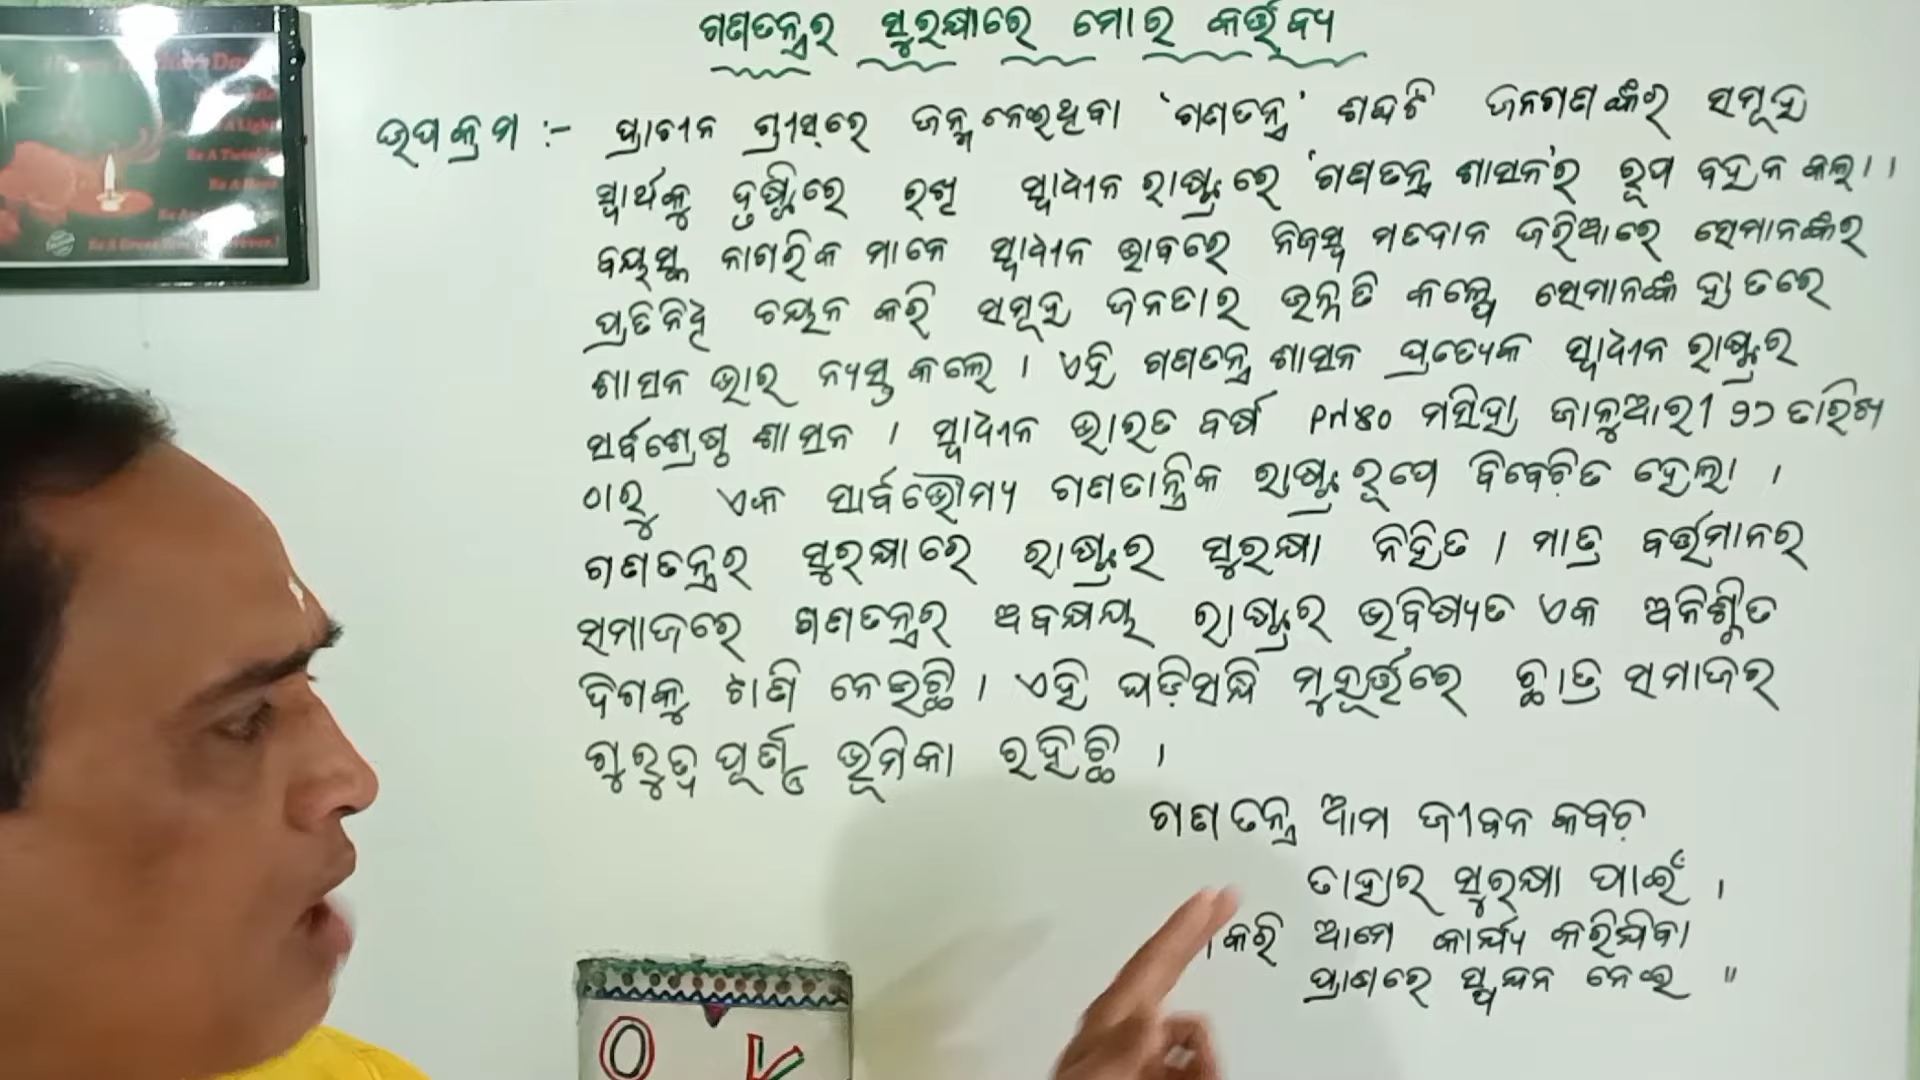 ଗଣତନ୍ତ୍ରର ସୁରକ୍ଷାରେ ମୋର କର୍ତ୍ତବ୍ୟ
ଉପକ୍ରମ :- ପ୍ରାଚୀନ ଗ୍ରୀସ୍‌ରେ ଜନ୍ମନେଇଥିବା 'ଗଣତନ୍ତ୍ର' ଶବ୍ଦଟି ଜନଗଣଙ୍କର ସମୂହ
ସ୍ୱାର୍ଥକୁ ଦୃଷ୍ଟିରେ ରଖି ସ୍ୱାଧୀନ ରାଷ୍ଟ୍ରରେ 'ଗଣତନ୍ତ୍ର ଶାସନ'ର ରୂପ ବହନ କଲା।
ବୟସ୍କ ନାଗରିକ ମାନେ ସ୍ୱାଧୀନ ଭାବରେ ନିଜସ୍ୱ ମତଦାନ ଜରିଆରେ ସେମାନଙ୍କର
ପ୍ରତିନିଧି ଚୟନ କରି ସମୂହ ଜନତାର ଉନ୍ନତି କଳ୍ପେ ସେମାନଙ୍କ ହାତରେ
ଶାସନ ଭାର ନ୍ୟସ୍ତ କଲେ । ଏହି ଗଣତନ୍ତ୍ର ଶାସନ ପ୍ରତ୍ୟେକ ସ୍ୱାଧୀନ ରାଷ୍ଟ୍ରର
ସର୍ବଶ୍ରେଷ୍ଠ ଶାସନ । ସ୍ୱାଧୀନ ଭାରତ ବର୍ଷ ୧୯୫୦ ମସିହା ଜାନୁଆରୀ ୨୬ ତାରିଖ
ଠାରୁ ଏକ ସାର୍ବଭୌମ୍ୟ ଗଣତାନ୍ତ୍ରିକ ରାଷ୍ଟ୍ର ରୂପେ ବିବେଚିତ ହେଲା ।
ଗଣତନ୍ତ୍ରର ସୁରକ୍ଷାରେ ରାଷ୍ଟ୍ରର ସୁରକ୍ଷା ନିହିତ । ମାତ୍ର ବର୍ତ୍ତମାନର
ସମାଜରେ ଗଣତନ୍ତ୍ରର ଅବକ୍ଷୟ ରାଷ୍ଟ୍ରର ଭବିଷ୍ୟତ ଏକ ଅନିଶ୍ଚିତ
ଦିଗକୁ ଟାଣି ନେଇଛି । ଏହି ଘଡ଼ିସନ୍ଧି ମୁହୂର୍ତ୍ତରେ ଛାତ୍ର ସମାଜର
ଗୁରୁତ୍ୱ ପୂର୍ଣ୍ଣ ଭୂମିକା ରହିଛି ।
ଗଣତନ୍ତ୍ର ଆମ ଜୀବନ କବଚ
ତାହାର ସୁରକ୍ଷା ପାଇଁ ।
କରି ଆମେ କାର୍ଯ୍ୟ କରିଯିବା
ପ୍ରାଣରେ ସ୍ପନ୍ଦନ ନେଇ ॥